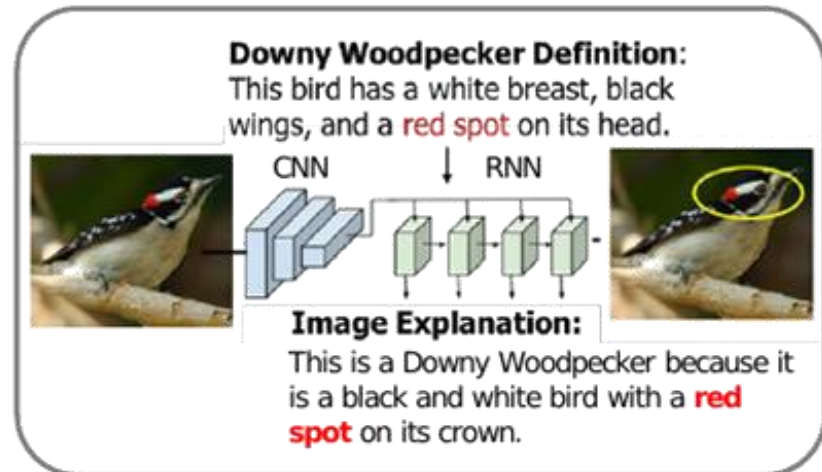 Downy Woodpecker Definition:
This bird has a white breast, black
wings, and a red spot on its head.
CNN
RNN
Image Explanation:
This is a Downy Woodpecker because it
is a black and white bird with a red
spot on its crown.